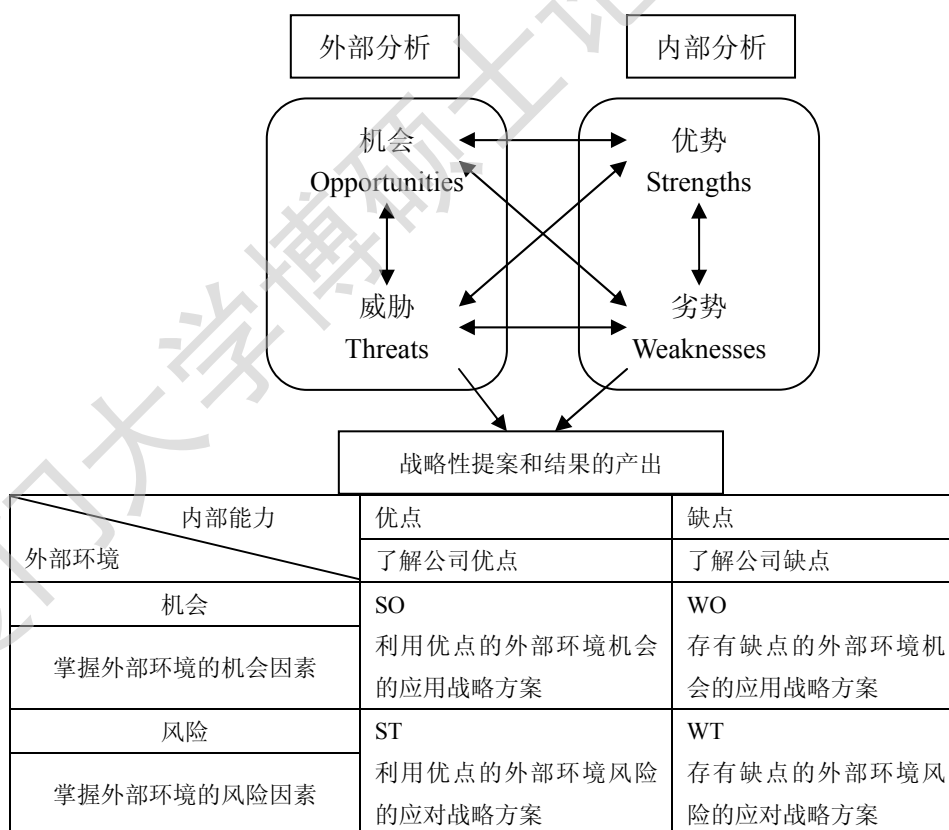 外部分析
内部分析
机会
Opportunities
优势
Strengths
威胁
Threats
劣势
Weaknesses
战略性提案和结果的产出
内部能力
外部环境
优点
缺点
了解公司优点
了解公司缺点
机会
掌握外部环境的机会因素
SO
利用优点的外部环境机会
的应用战略方案
WO
存有缺点的外部环境机
会的应用战略方案
风险
掌握外部环境的风险因素
ST
利用优点的外部环境风险
的应对战略方案
WT
存有缺点的外部环境风
险的应对战略方案
门大学博硕士论